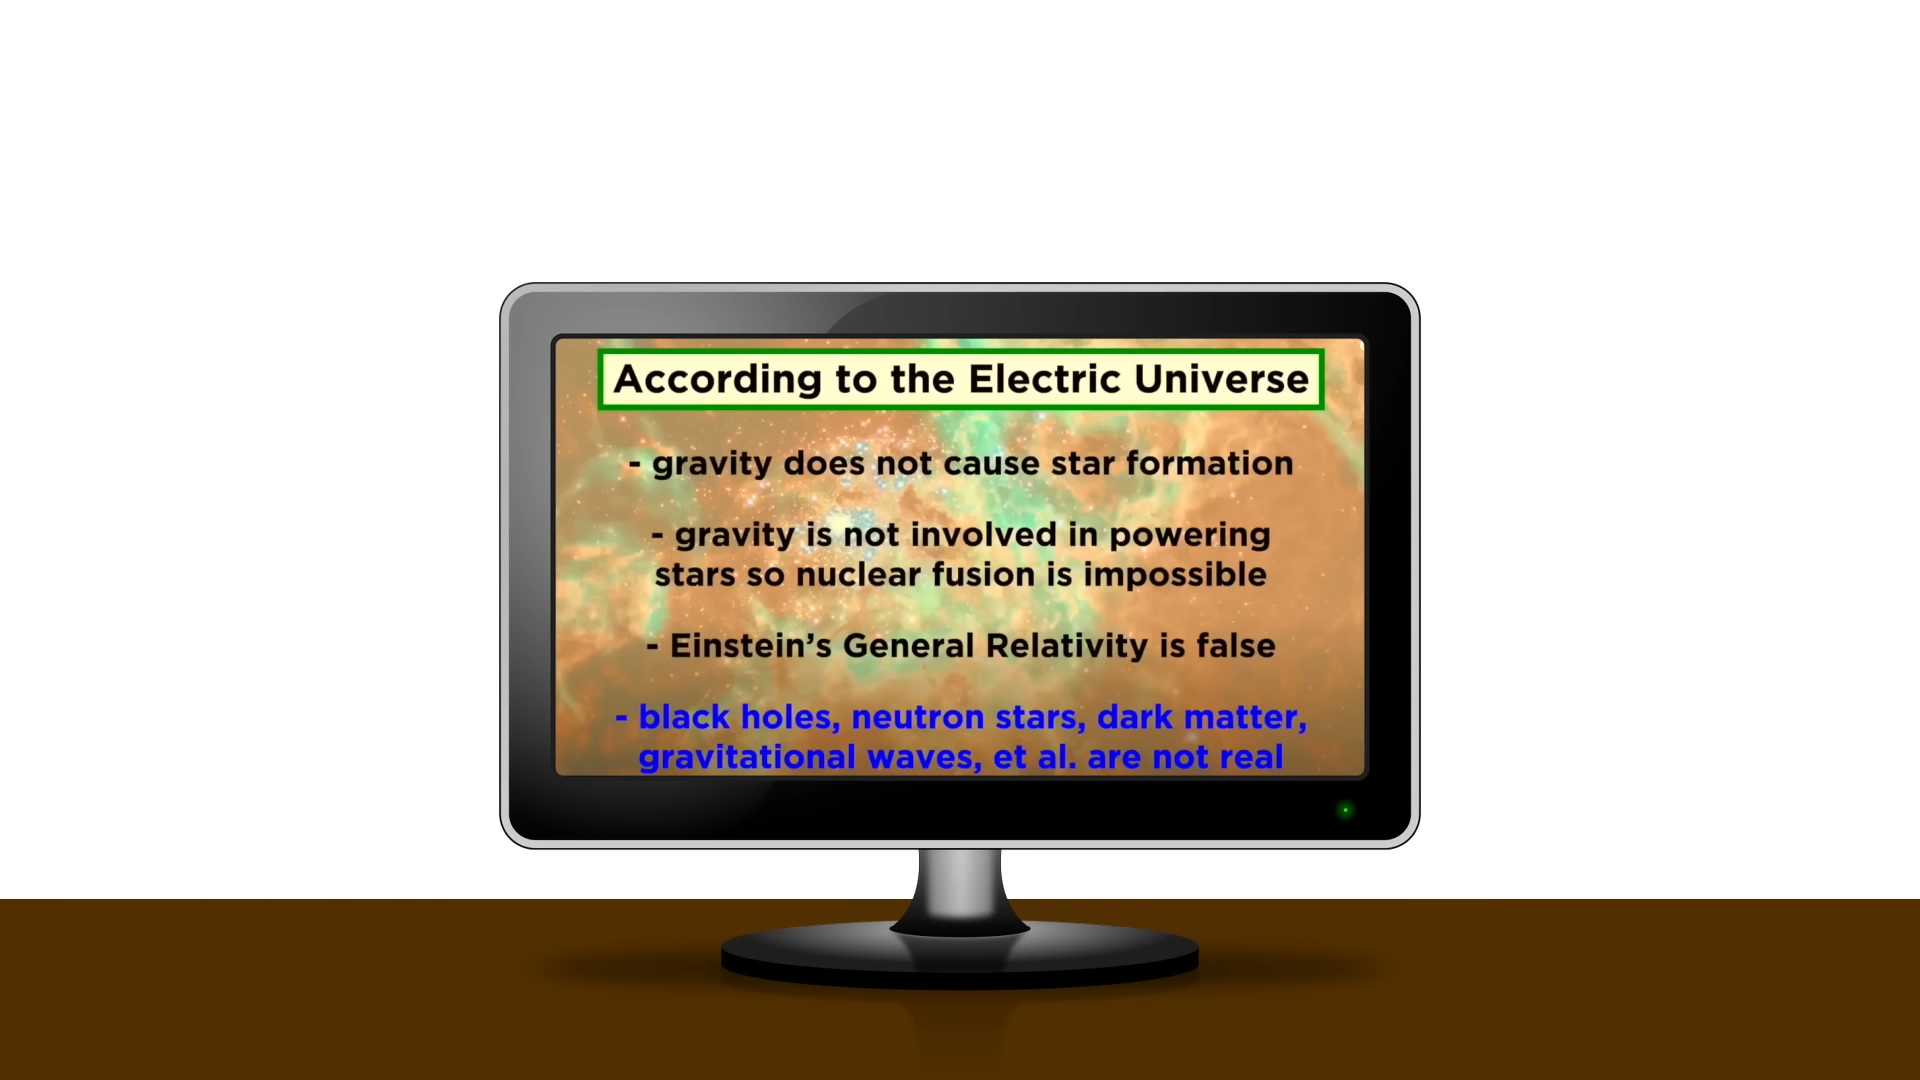 According to the Electric Universe
- gravity does not cause star formation
- gravity is not involved in powering
stars so nuclear fusion is impossible
- Einstein’s General Relativity is false
- black holes, neutron stars, dark matter,
gravitational waves, et al. are not real